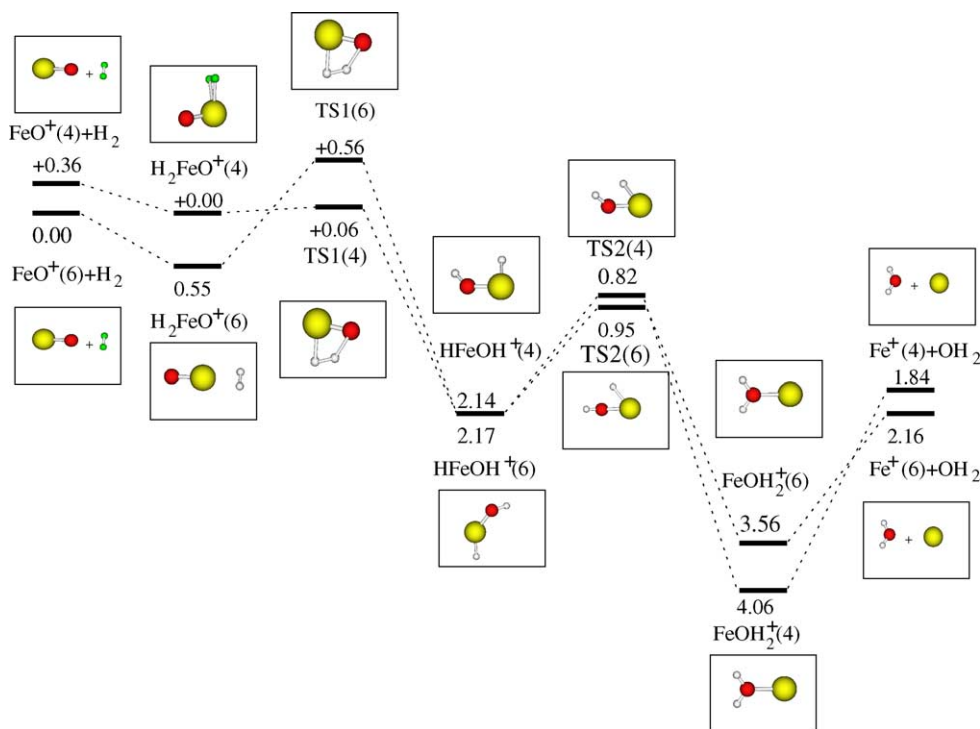 +
FeO⁺(4)+H₂
+0.36
0.00
FeO⁺(6)+H₂
+
H₂FeO⁺(4)
+0.00
0.55
H₂FeO⁺(6)
TS1(6)
+0.56
+0.06
TS1(4)
HFeOH⁺(4)
2.14
2.17
HFeOH⁺(6)
TS2(4)
0.82
0.95
TS2(6)
FeOH₂⁺(6)
3.56
4.06
FeOH₂⁺(4)
+
Fe⁺(4)+OH₂
1.84
2.16
Fe⁺(6)+OH₂
+